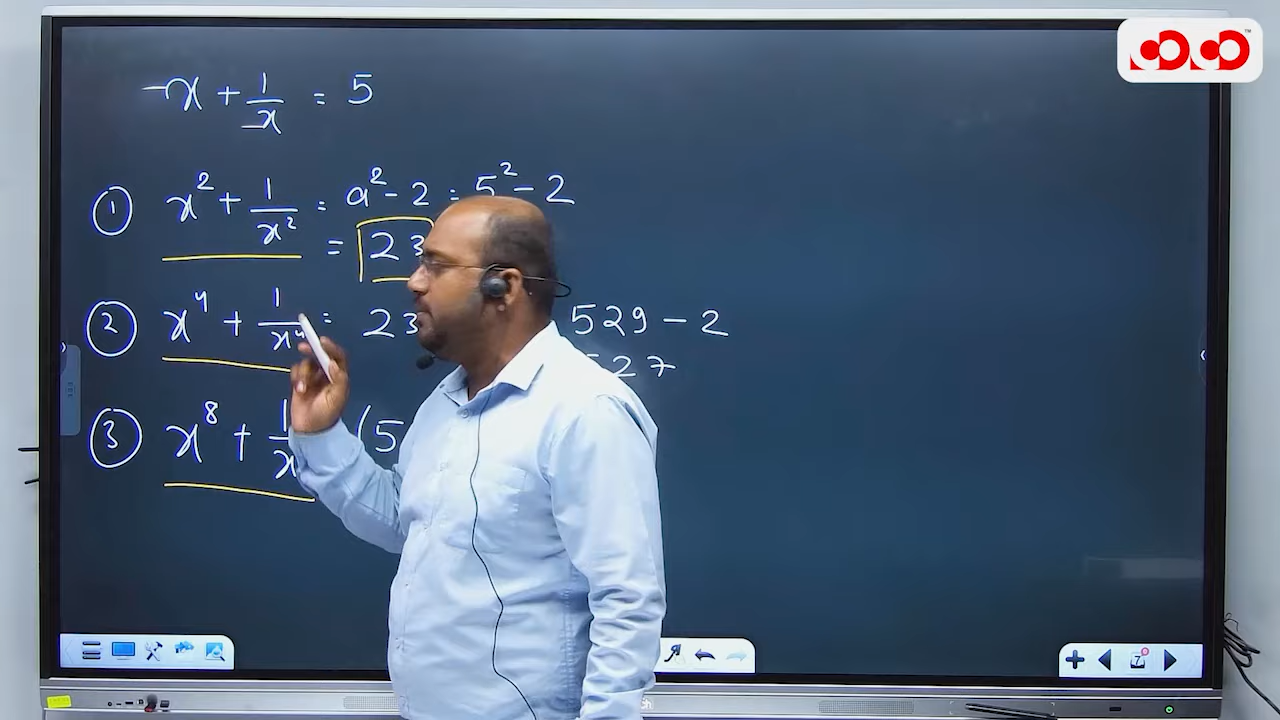 x + 1/x = 5
① x² + 1/x² = a² - 2 = 5² - 2
= 23
② x⁴ + 1/x⁴ = 23 529 - 2
527
③ x⁸ + 1/x (5